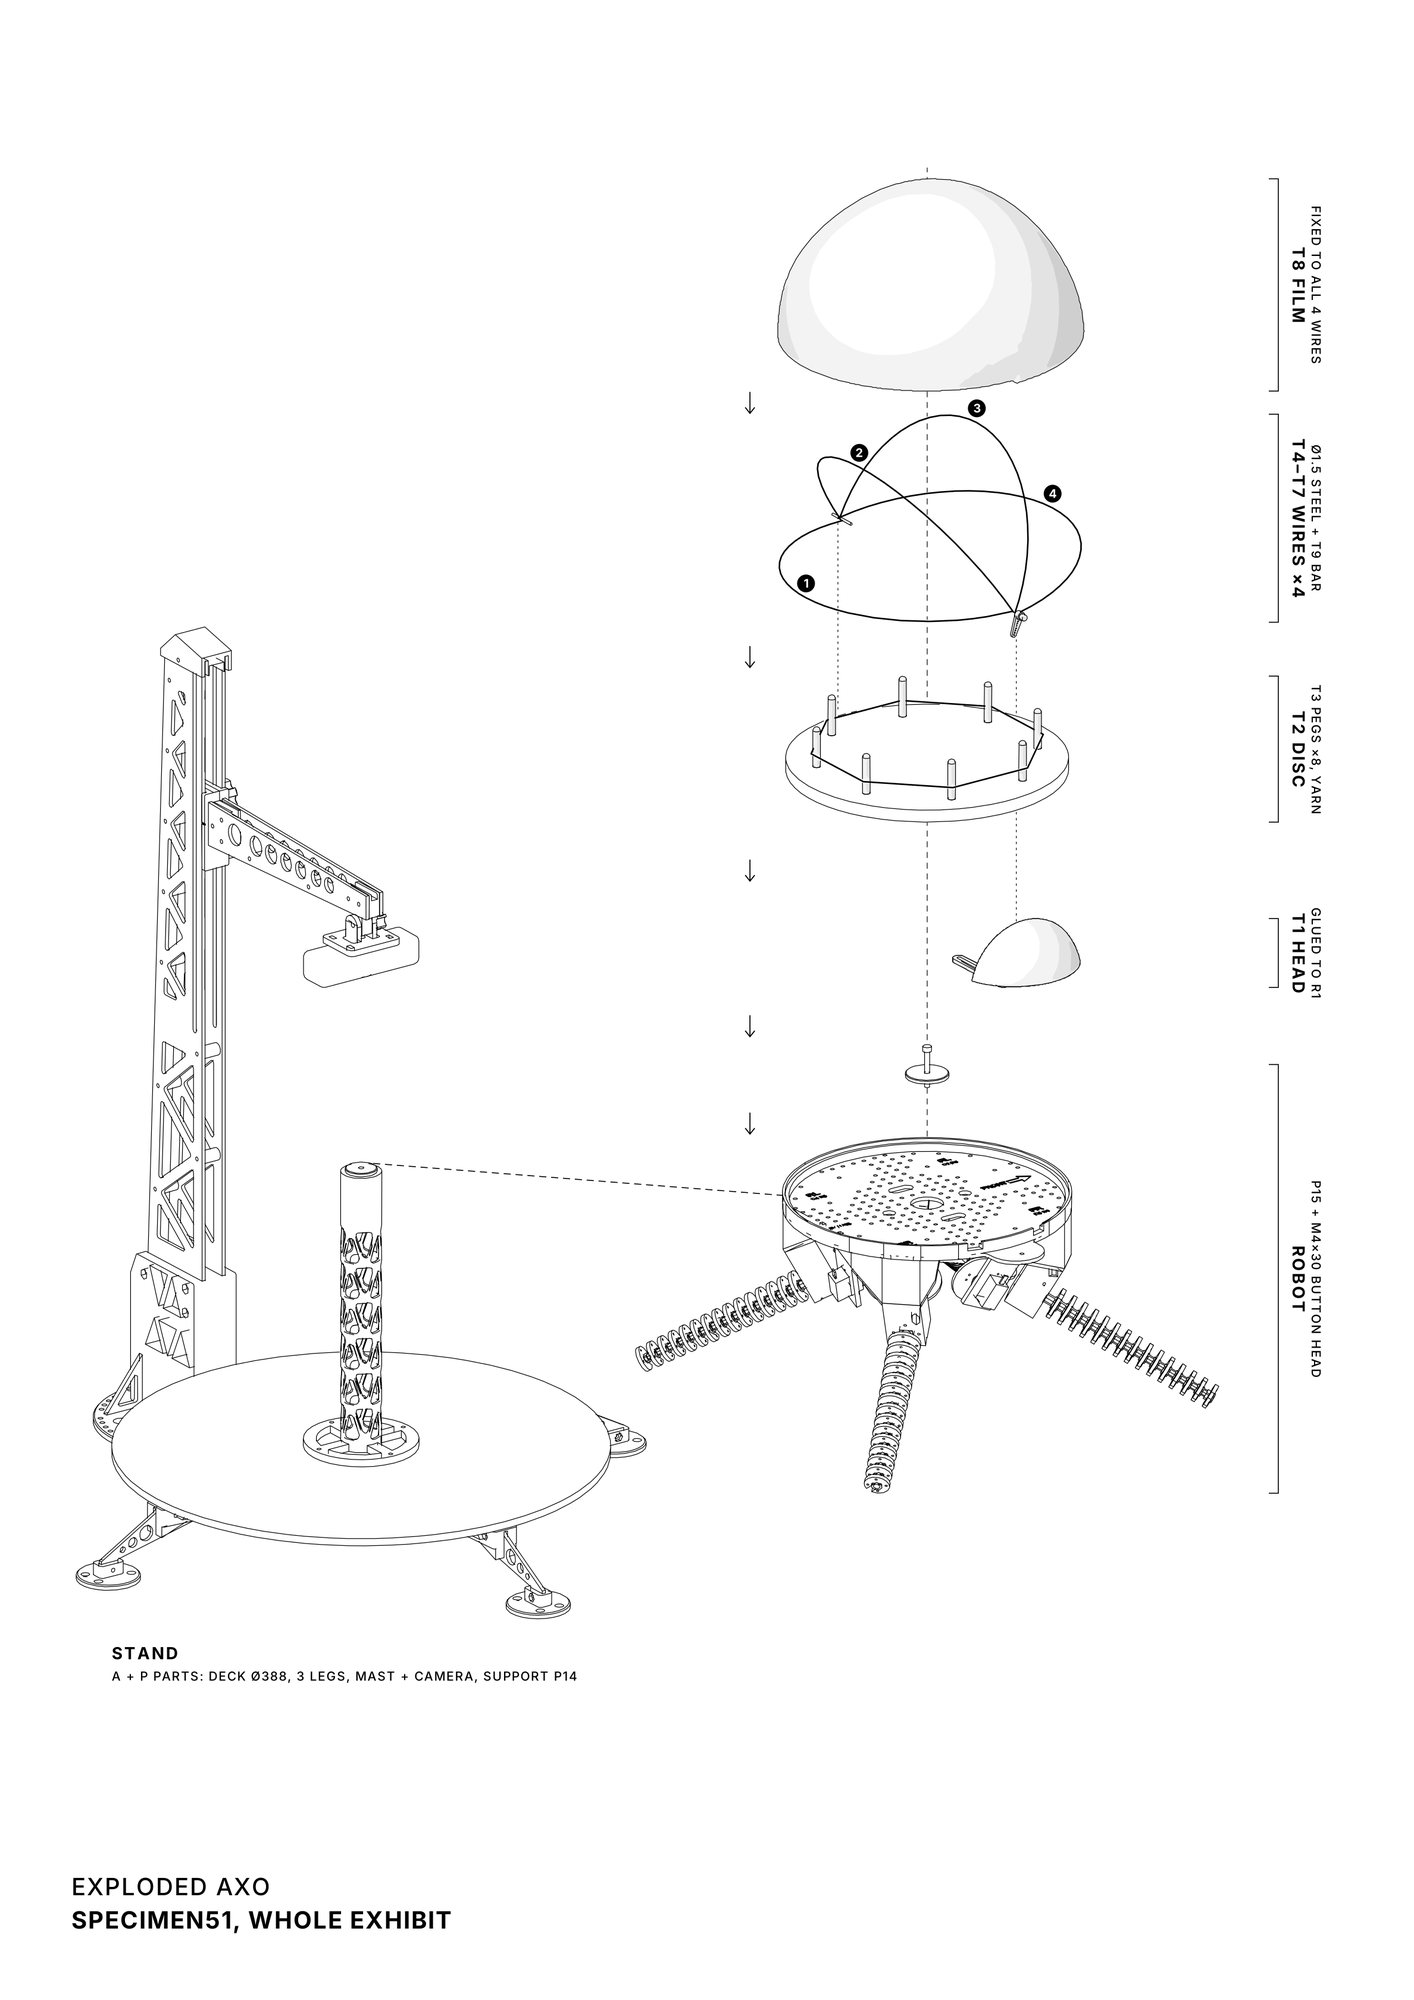 FIXED TO ALL 4 WIRES
T8 FILM
3
2
4
1
Ø1.5 STEEL + T9 BAR
T4–T7 WIRES ×4
T3 PEGS ×8, YARN
T2 DISC
GLUED TO R1
T1 HEAD
FRONT
P15 + M4×30 BUTTON HEAD
ROBOT
STAND
A + P PARTS: DECK Ø388, 3 LEGS, MAST + CAMERA, SUPPORT P14
EXPLODED AXO
SPECIMEN51, WHOLE EXHIBIT